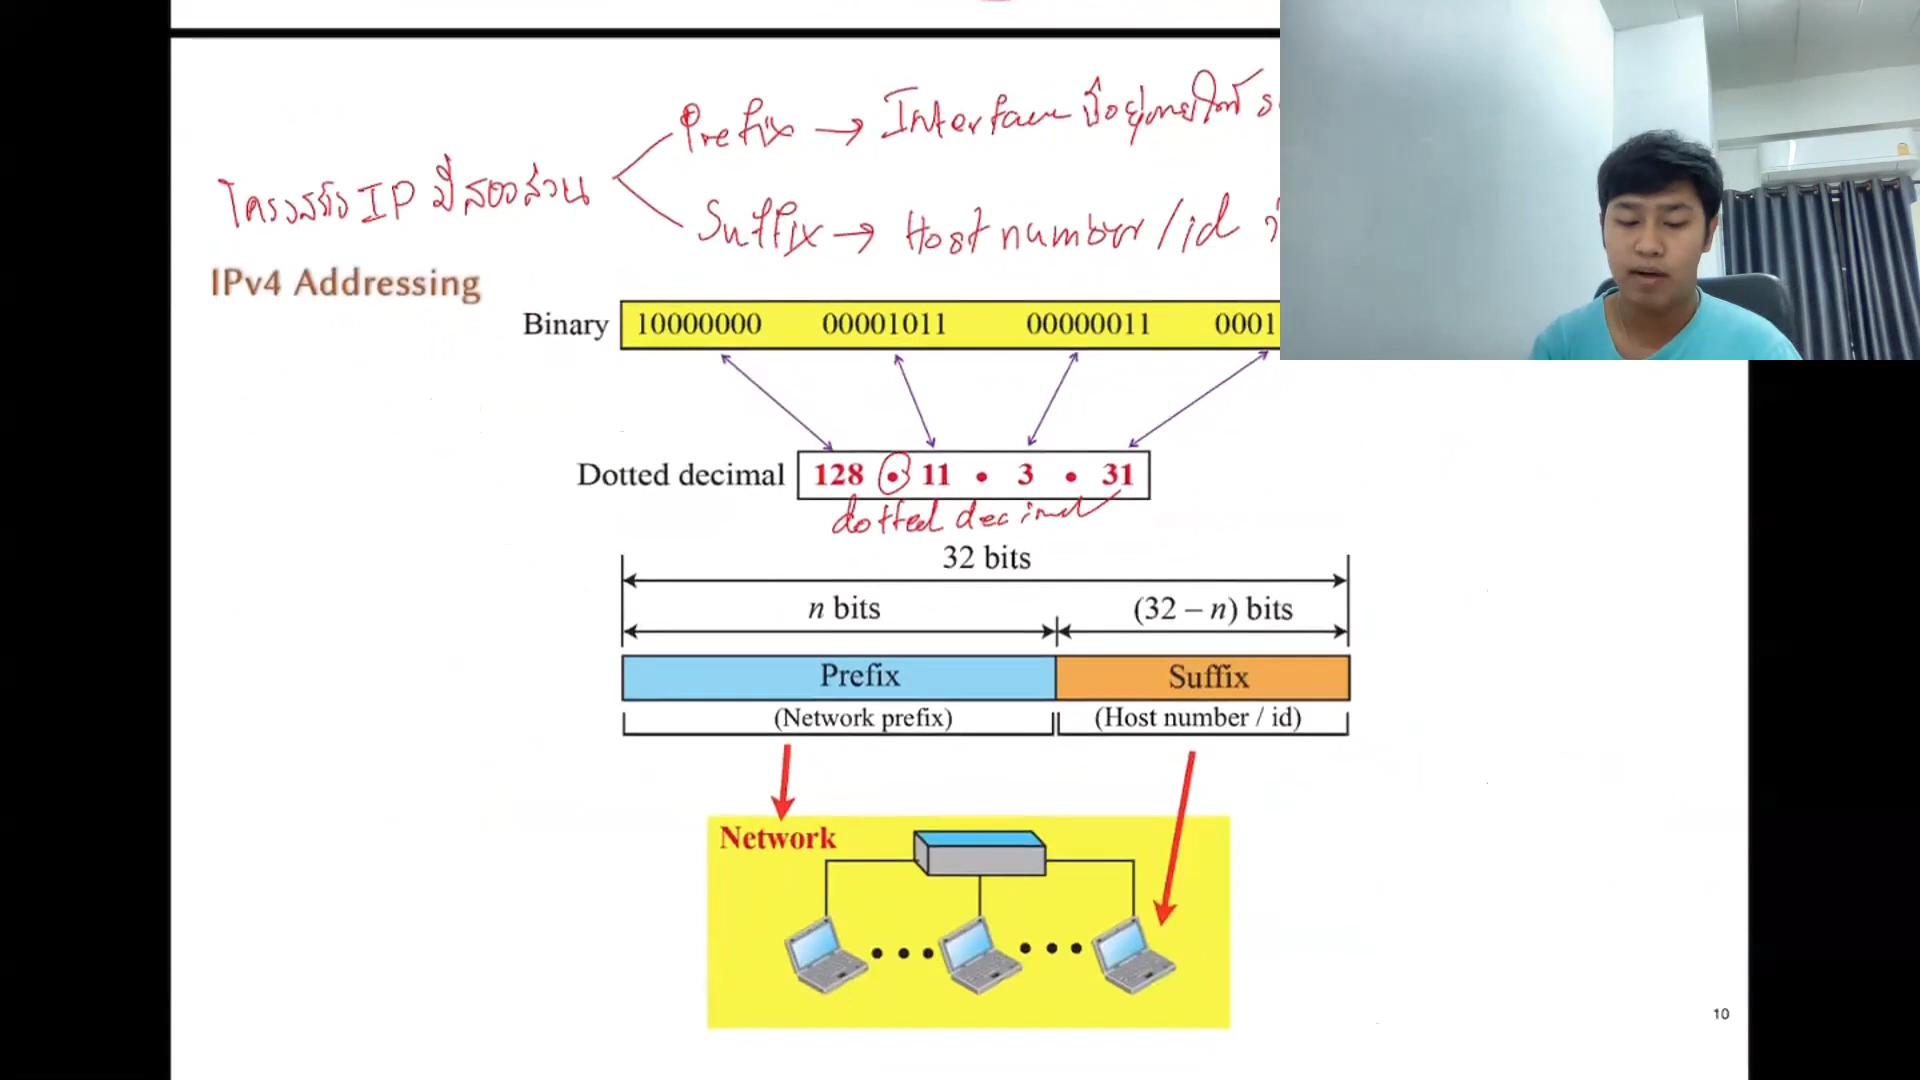 Prefix → Interface
โครงสร้าง IP มีสองส่วน
Suffix → Host number/id
IPv4 Addressing
Binary 10000000 00001011 00000011 0001
Dotted decimal 128 • 11 • 3 • 31
dotted decimal
32 bits
n bits (32 – n) bits
Prefix Suffix
(Network prefix) (Host number / id)
Network
10